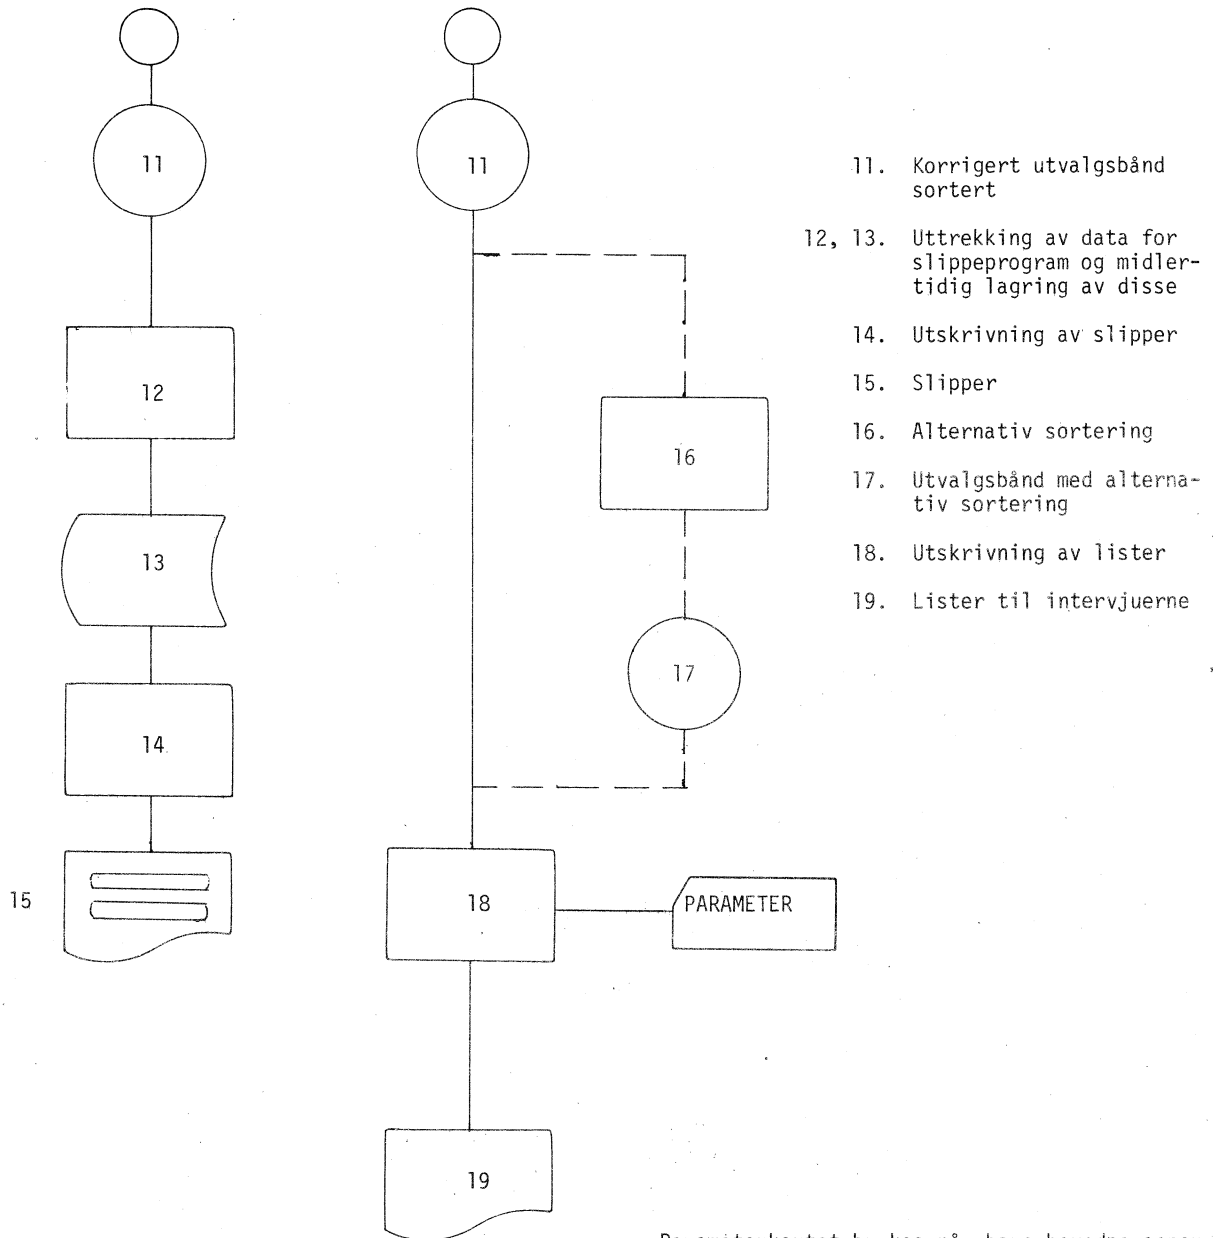 11
11
11. Korrigert utvalgsbånd
sortert
12, 13. Uttrekking av data for
slippeprogram og midler-
tidig lagring av disse
14. Utskrivning av slipper
15. Slipper
16. Alternativ sortering
17. Utvalgsbånd med alterna-
tiv sortering
18. Utskrivning av lister
19. Lister til intervjuerne
12
13
14
15
16
17
18
PARAMETER
19